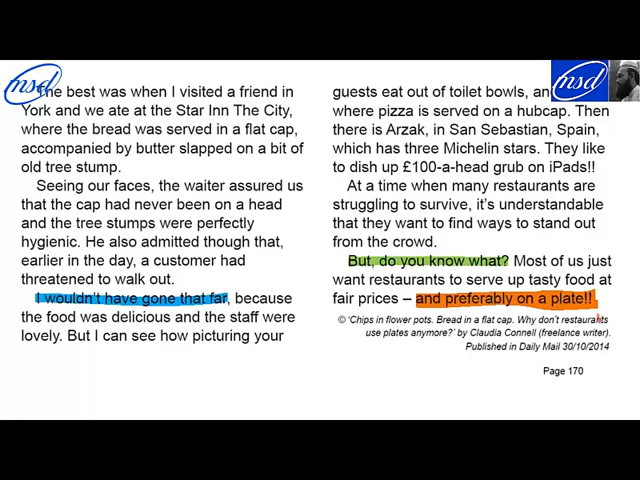 nsd
The best was when I visited a friend in
York and we ate at the Star Inn The City,
where the bread was served in a flat cap,
accompanied by butter slapped on a bit of
old tree stump.
Seeing our faces, the waiter assured us
that the cap had never been on a head
and the tree stumps were perfectly
hygienic. He also admitted though that,
earlier in the day, a customer had
threatened to walk out.
I wouldn't have gone that far, because
the food was delicious and the staff were
lovely. But I can see how picturing your
nsd
guests eat out of toilet bowls, and
where pizza is served on a hubcap. Then
there is Arzak, in San Sebastian, Spain,
which has three Michelin stars. They like
to dish up £100-a-head grub on iPads!!
At a time when many restaurants are
struggling to survive, it's understandable
that they want to find ways to stand out
from the crowd.
But, do you know what? Most of us just
want restaurants to serve up tasty food at
fair prices – and preferably on a plate!!
© 'Chips in flower pots. Bread in a flat cap. Why don't restaurants
use plates anymore?' by Claudia Connell (freelance writer).
Published in Daily Mail 30/10/2014
Page 170